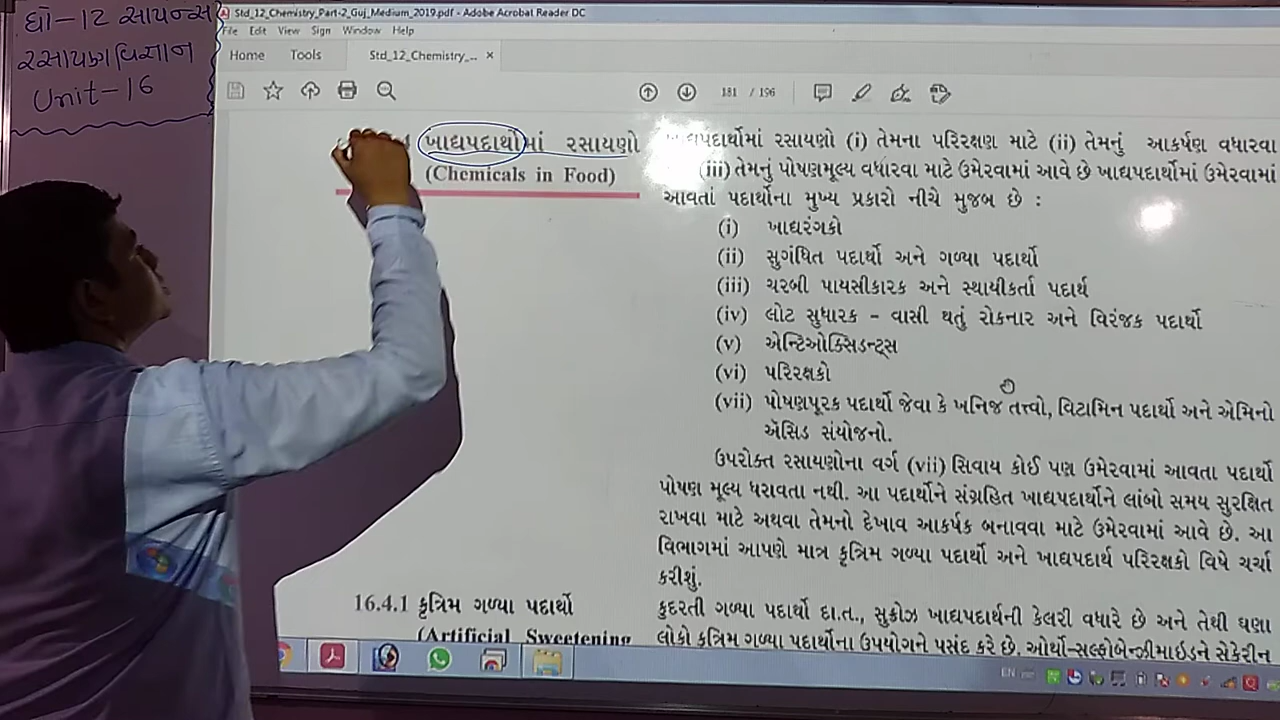 ધો-12 સાયન્સ
રસાયણવિજ્ઞાન
Unit-16
Std_12_Chemistry_Part-2_Guj_Medium_2019.pdf - Adobe Acrobat Reader DC
File Edit View Sign Window Help
Home Tools Std_12_Chemistry_... ×
181 / 196
ખાદ્યપદાર્થોમાં રસાયણો
(Chemicals in Food)
ખાદ્યપદાર્થોમાં રસાયણો (i) તેમના પરિરક્ષણ માટે (ii) તેમનું આકર્ષણ વધારવા
(iii) તેમનું પોષણમૂલ્ય વધારવા માટે ઉમેરવામાં આવે છે ખાદ્યપદાર્થોમાં ઉમેરવામાં
આવતાં પદાર્થોના મુખ્ય પ્રકારો નીચે મુજબ છે :
(i) ખાદ્યરંગકો
(ii) સુગંધિત પદાર્થો અને ગળ્યા પદાર્થો
(iii) ચરબી પાયસીકારક અને સ્થાયીકર્તા પદાર્થ
(iv) લોટ સુધારક - વાસી થતું રોકનાર અને વિરંજક પદાર્થો
(v) એન્ટિઓક્સિડન્ટ્સ
(vi) પરિરક્ષકો
(vii) પોષણપૂરક પદાર્થો જેવા કે ખનિજ તત્ત્વો, વિટામિન પદાર્થો અને એમિનો
ઍસિડ સંયોજનો.
ઉપરોક્ત રસાયણોના વર્ગ (vii) સિવાય કોઈ પણ ઉમેરવામાં આવતા પદાર્થો
પોષણ મૂલ્ય ધરાવતા નથી. આ પદાર્થોને સંગ્રહિત ખાદ્યપદાર્થોને લાંબો સમય સુરક્ષિત
રાખવા માટે અથવા તેમનો દેખાવ આકર્ષક બનાવવા માટે ઉમેરવામાં આવે છે. આ
વિભાગમાં આપણે માત્ર કૃત્રિમ ગળ્યા પદાર્થો અને ખાદ્યપદાર્થ પરિરક્ષકો વિષે ચર્ચા
કરીશું.
16.4.1 કૃત્રિમ ગળ્યા પદાર્થો
(Artificial Sweetening
કુદરતી ગળ્યા પદાર્થો દા.ત., સુક્રોઝ ખાદ્યપદાર્થની કેલરી વધારે છે અને તેથી ઘણા
લોકો કૃત્રિમ ગળ્યા પદાર્થોના ઉપયોગને પસંદ કરે છે. ઓર્થો-સલ્ફોબેન્ઝીમાઇડને સેકેરીન
EN